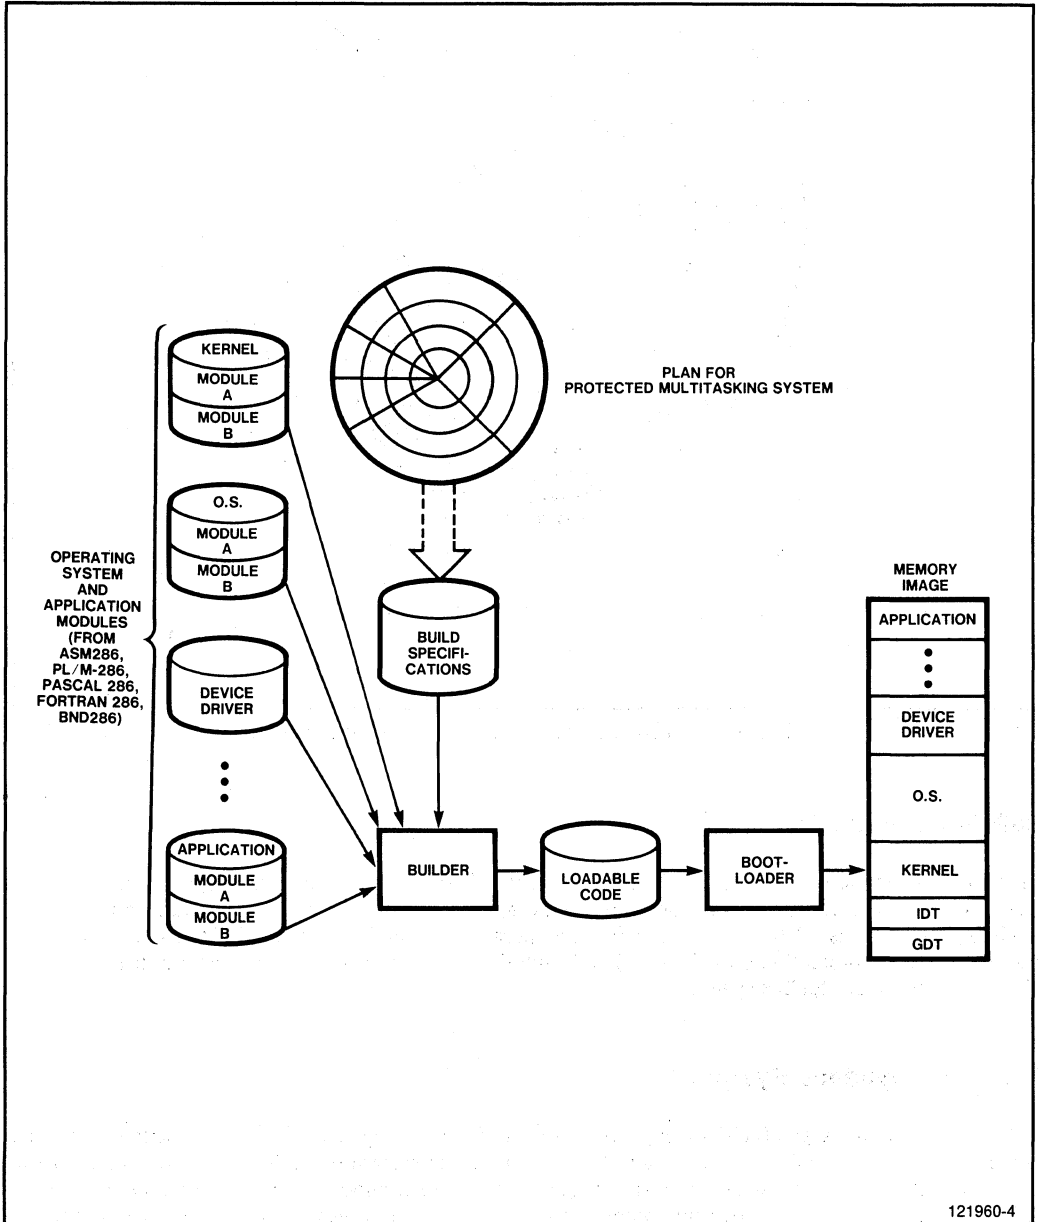 KERNEL
MODULE
A
MODULE
B
PLAN FOR
PROTECTED MULTITASKING SYSTEM
O.S.
MODULE
A
MODULE
B
OPERATING
SYSTEM
AND
APPLICATION
MODULES
(FROM
ASM286,
PL/M-286,
PASCAL 286,
FORTRAN 286,
BND286)
DEVICE
DRIVER
APPLICATION
MODULE
A
MODULE
B
BUILD
SPECIFI-
CATIONS
BUILDER
LOADABLE
CODE
BOOT-
LOADER
MEMORY
IMAGE
APPLICATION
DEVICE
DRIVER
O.S.
KERNEL
IDT
GDT
121960-4